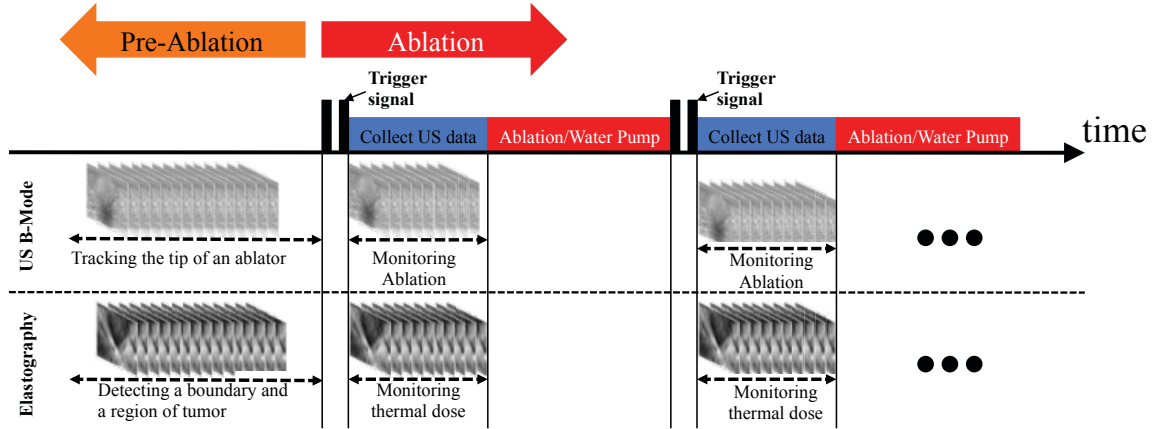 Pre-Ablation
Ablation
Trigger
signal
Trigger
signal
Collect US data
Ablation/Water Pump
Collect US data
Ablation/Water Pump
time
US B-Mode
Tracking the tip of an ablator
Monitoring
Ablation
Monitoring
Ablation
Elastography
Detecting a boundary and
a region of tumor
Monitoring
thermal dose
Monitoring
thermal dose